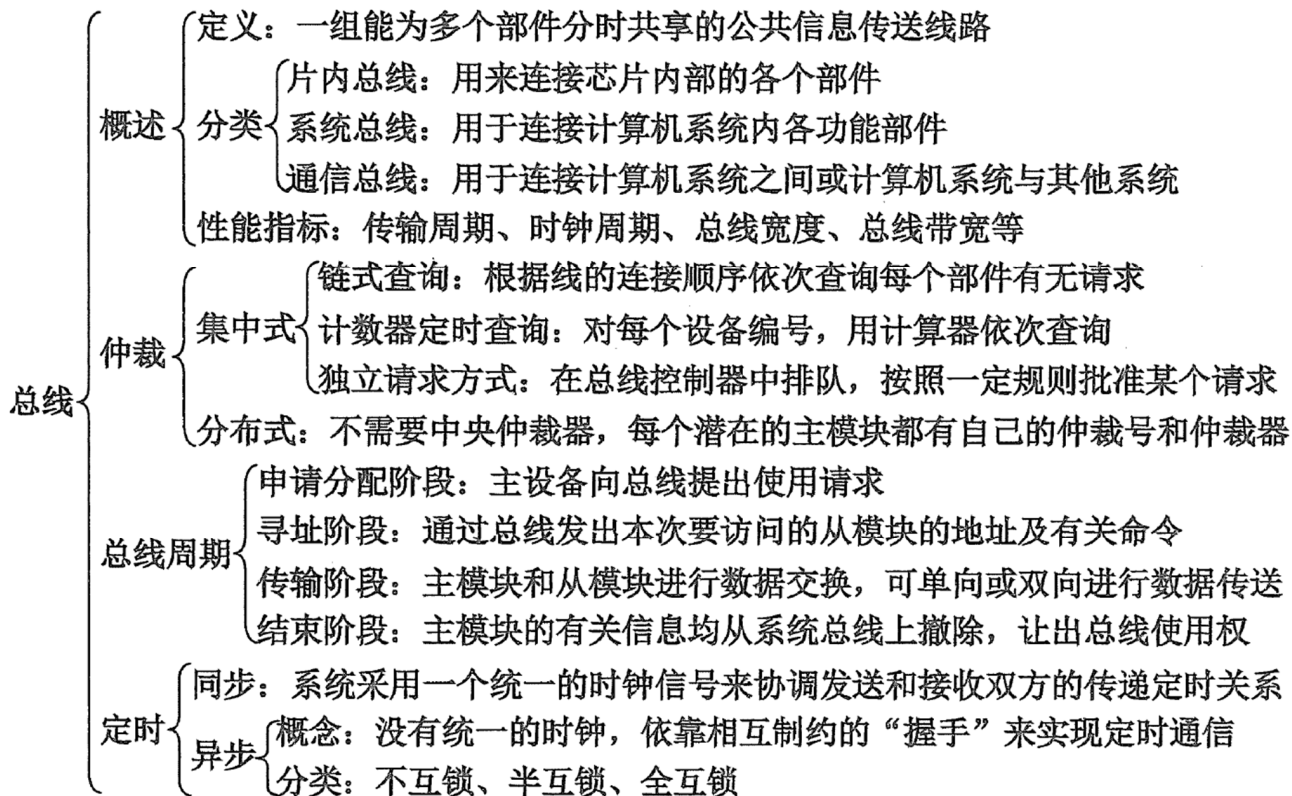 总线
概述
定义：一组能为多个部件分时共享的公共信息传送线路
分类
片内总线：用来连接芯片内部的各个部件
系统总线：用于连接计算机系统内各功能部件
通信总线：用于连接计算机系统之间或计算机系统与其他系统
性能指标：传输周期、时钟周期、总线宽度、总线带宽等
仲裁
集中式
链式查询：根据线的连接顺序依次查询每个部件有无请求
计数器定时查询：对每个设备编号，用计算器依次查询
独立请求方式：在总线控制器中排队，按照一定规则批准某个请求
分布式：不需要中央仲裁器，每个潜在的主模块都有自己的仲裁号和仲裁器
总线周期
申请分配阶段：主设备向总线提出使用请求
寻址阶段：通过总线发出本次要访问的从模块的地址及有关命令
传输阶段：主模块和从模块进行数据交换，可单向或双向进行数据传送
结束阶段：主模块的有关信息均从系统总线上撤除，让出总线使用权
定时
同步：系统采用一个统一的时钟信号来协调发送和接收双方的传递定时关系
异步
概念：没有统一的时钟，依靠相互制约的“握手”来实现定时通信
分类：不互锁、半互锁、全互锁